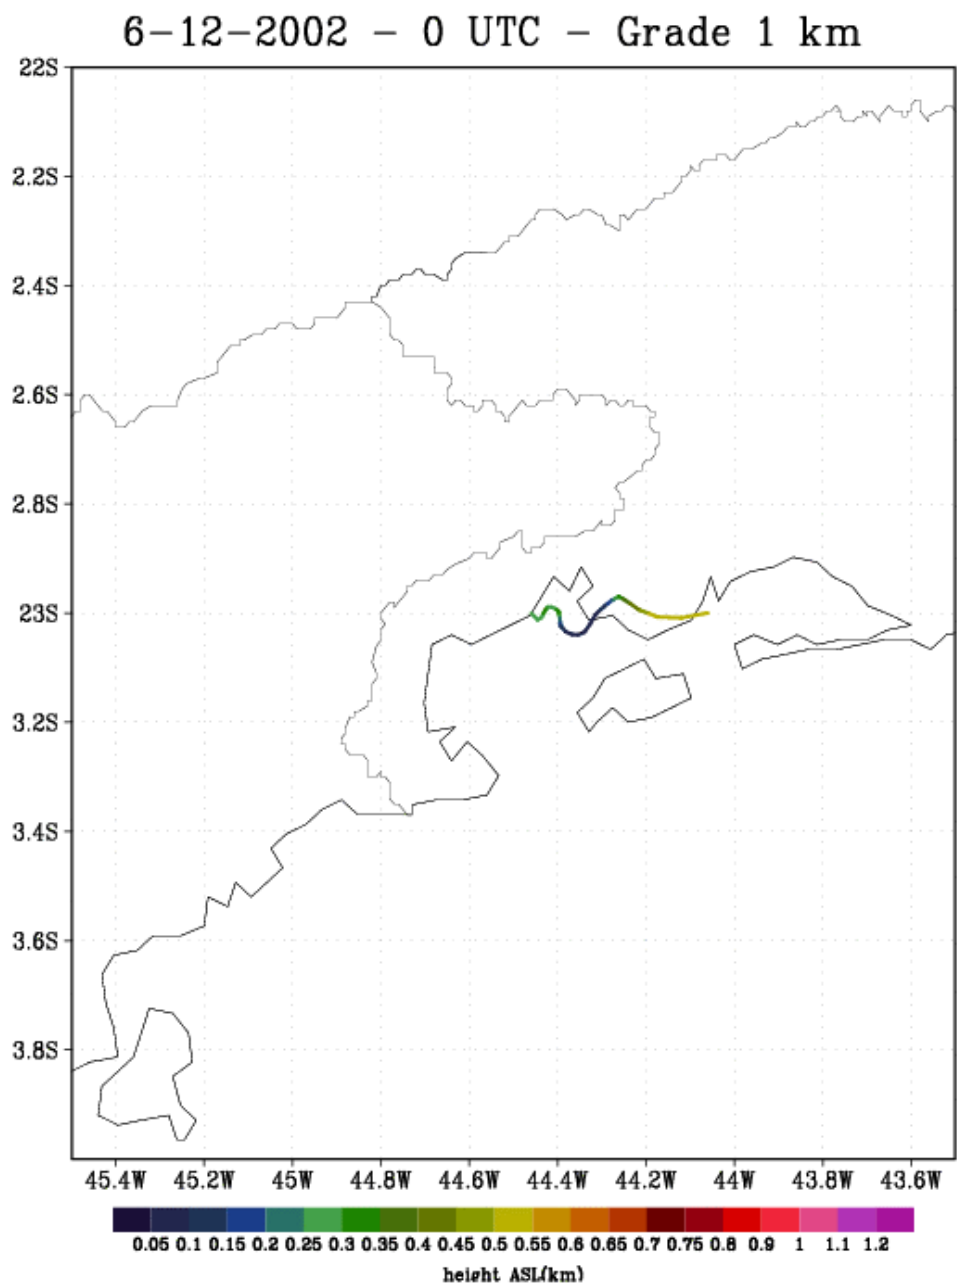 6-12-2002 - 0 UTC - Grade 1 km
22S
2.2S
2.4S
2.6S
2.8S
23S
3.2S
3.4S
3.6S
3.8S
45.4W 45.2W 45W 44.8W 44.6W 44.4W 44.2W 44W 43.8W 43.6W
0.05 0.1 0.15 0.2 0.25 0.3 0.35 0.4 0.45 0.5 0.55 0.6 0.65 0.7 0.75 0.8 0.9 1 1.1 1.2
height ASL(km)